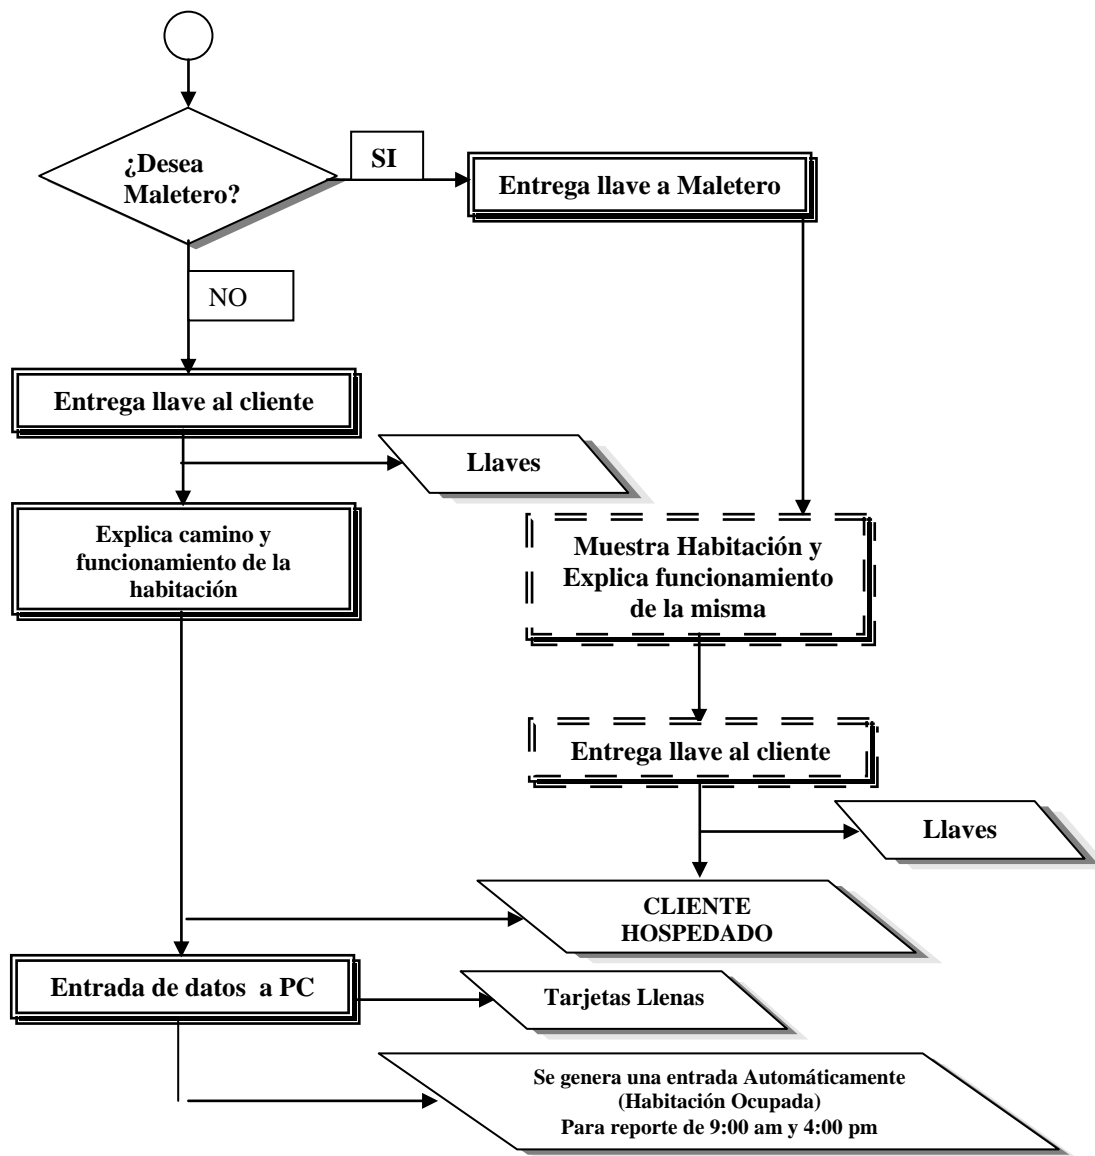 ¿Desea
Maletero?
SI
Entrega llave a Maletero
NO
Entrega llave al cliente
Llaves
Explica camino y
funcionamiento de la
habitación
Muestra Habitación y
Explica funcionamiento
de la misma
Entrega llave al cliente
Llaves
CLIENTE
HOSPEDADO
Entrada de datos a PC
Tarjetas Llenas
Se genera una entrada Automáticamente
(Habitación Ocupada)
Para reporte de 9:00 am y 4:00 pm